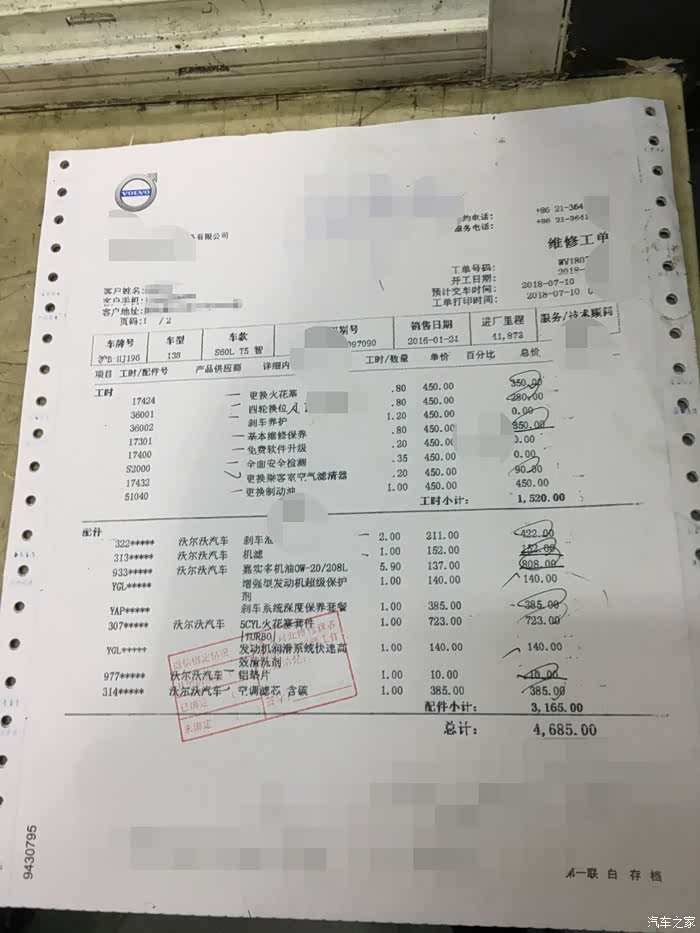 VOLVO
有限公司
约电话: +86 21-364
服务电话: +86 21-3641
维修工单
工单号码: WV1807
开工日期: 2018-
预计交车时间: 2018-07-10
工单打印时间: 2018-07-10 0
客户姓名:
客户手机:
客户地址:
页码:1 / 2
车牌号 车型 车款 别号 销售日期 进厂里程 服务/技术顾问
沪B·HJ196 138 S60L T5 智 097090 2016-01-21 41,872
项目 工时/配件号 产品供应商 详细内 工时/数量 单价 百分比 总价
工时
17424 更换火花塞 .80 450.00 350.00
36001 四轮换位 .80 450.00 280.00
36002 刹车养护 1.20 450.00 0.00
17301 基本维修保养 .80 450.00 350.00
17400 免费软件升级 .20 450.00 0.00
S2000 全面安全检测 .35 450.00 0.00
17432 更换乘客室空气滤清器 .20 450.00 90.00
51040 更换制动油 1.00 450.00 450.00
工时小计: 1,520.00
配件
322***** 沃尔沃汽车 刹车油 2.00 211.00 422.00
313***** 沃尔沃汽车 机滤 1.00 152.00 152.00
933***** 沃尔沃汽车 嘉实多机油0W-20/208L 5.90 137.00 808.00
YGL***** 增强型发动机超级保护剂 1.00 140.00 140.00
YAP***** 刹车系统深度保养套餐 1.00 385.00 385.00
307***** 沃尔沃汽车 5CYL火花塞套件 1.00 723.00 723.00
(TURBO)
YGL***** 发动机润滑系统快速高效清洗剂 1.00 140.00 140.00
977***** 沃尔沃汽车 铝垫片 1.00 10.00 10.00
314***** 沃尔沃汽车 空调滤芯 含碳 1.00 385.00 385.00
配件小计: 3,165.00
总计: 4,685.00
微信绑定情况
已绑定
未绑定
9430795
第一联 白 存 档
汽车之家